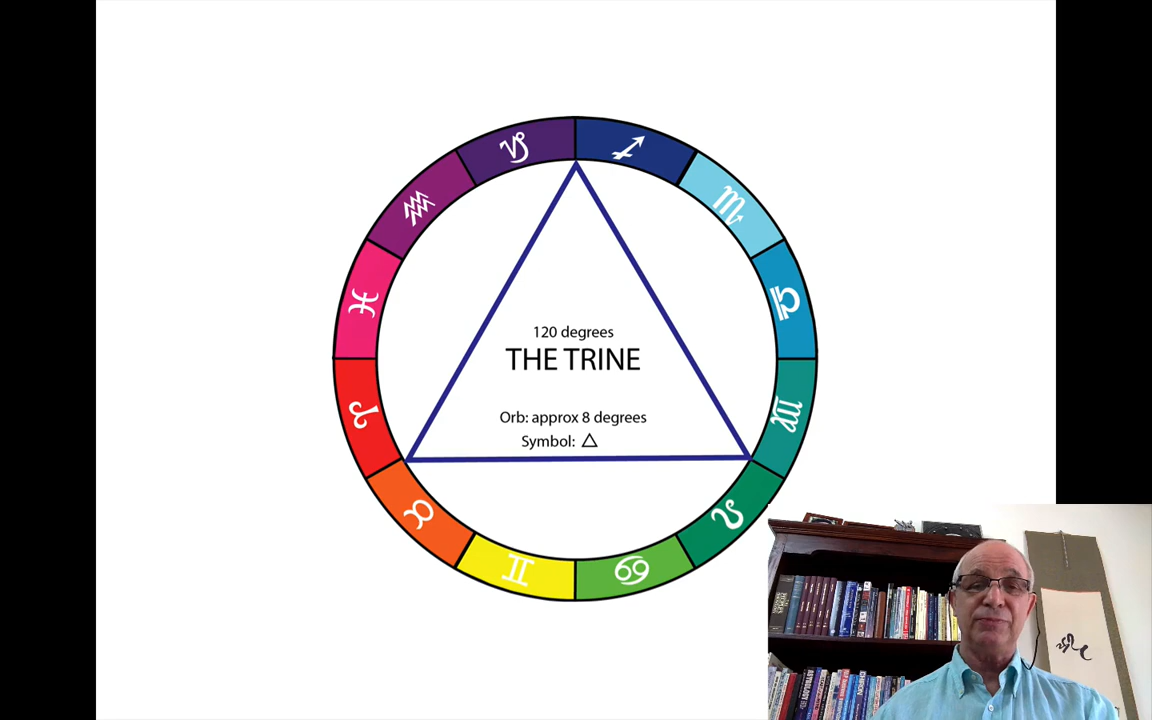 120 degrees
THE TRINE
Orb: approx 8 degrees
Symbol: △